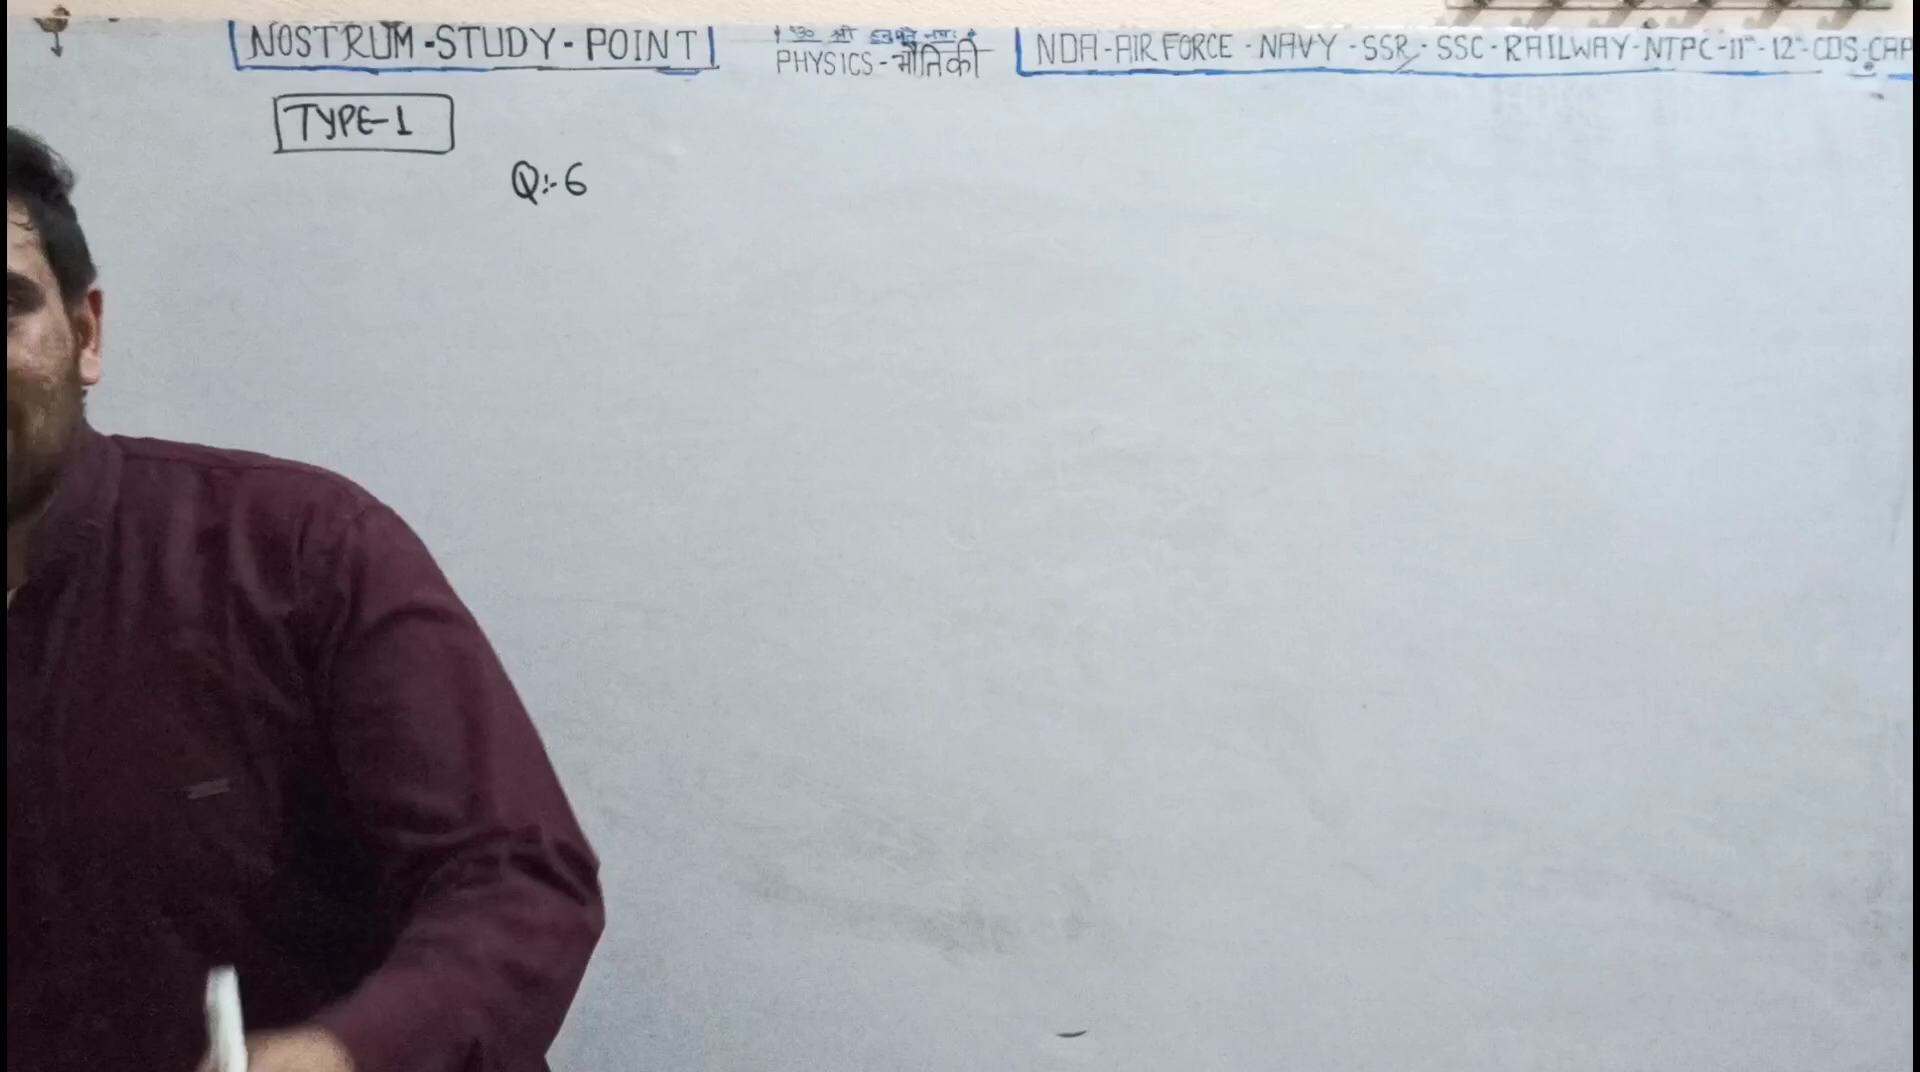 NOSTRUM-STUDY-POINT
PHYSICS-भौतिकी
NDA-AIR FORCE-NAVY-SSR-SSC-RAILWAY-NTPC-11"-12"-CDS.CAP
TYPE-1
Q:-6